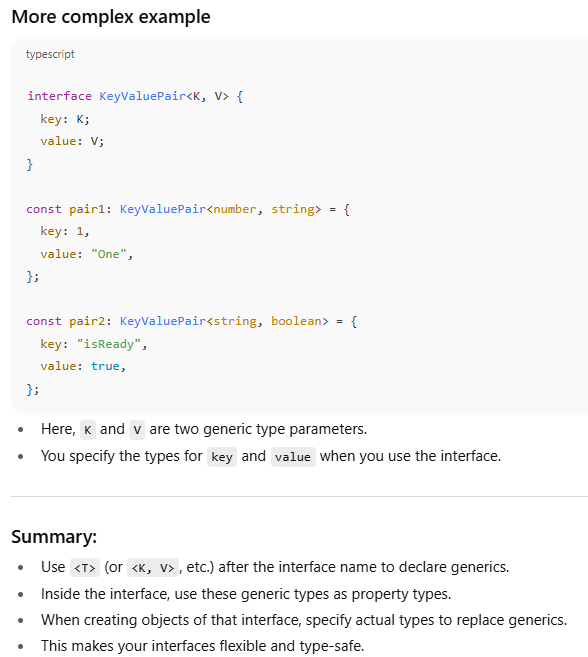 More complex example
typescript
interface KeyValuePair<K, V> {
  key: K;
  value: V;
}
const pair1: KeyValuePair<number, string> = {
  key: 1,
  value: "One",
};
const pair2: KeyValuePair<string, boolean> = {
  key: "isReady",
  value: true,
};
• Here, K and V are two generic type parameters.
• You specify the types for key and value when you use the interface.
Summary:
• Use <T> (or <K, V>, etc.) after the interface name to declare generics.
• Inside the interface, use these generic types as property types.
• When creating objects of that interface, specify actual types to replace generics.
• This makes your interfaces flexible and type-safe.